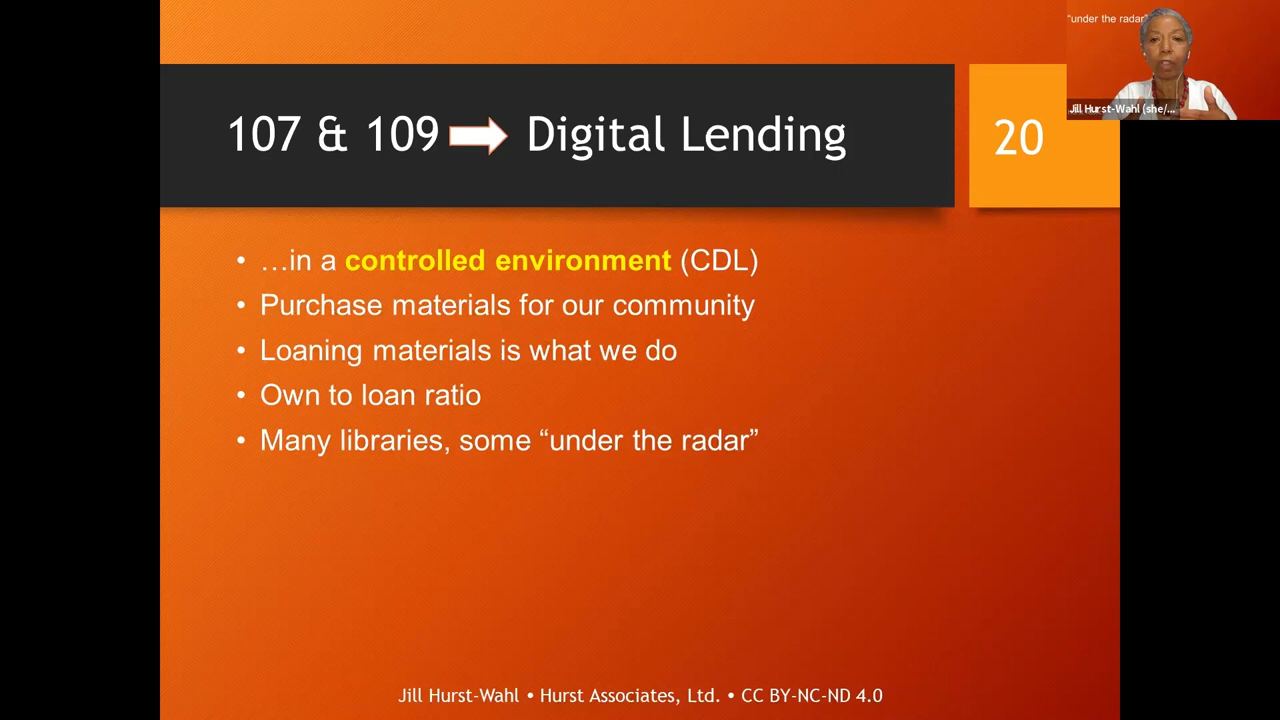 107 & 109 Digital Lending
20
“under the radar”
Jill Hurst-Wahl (she/...
• …in a controlled environment (CDL)
• Purchase materials for our community
• Loaning materials is what we do
• Own to loan ratio
• Many libraries, some “under the radar”
Jill Hurst-Wahl • Hurst Associates, Ltd. • CC BY-NC-ND 4.0